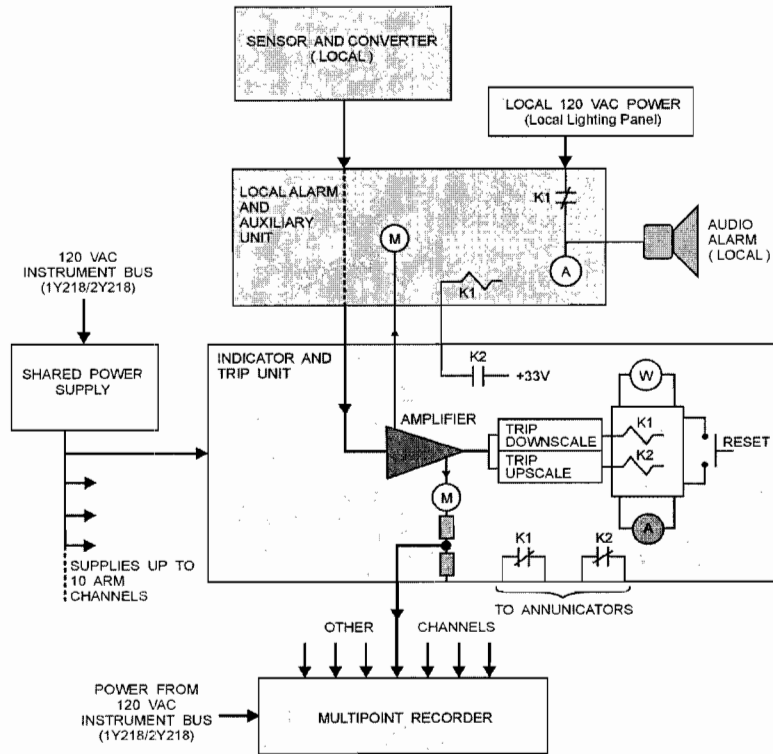 SENSOR AND CONVERTER
( LOCAL )
LOCAL 120 VAC POWER
(Local Lighting Panel)
LOCAL ALARM
AND
AUXILIARY
UNIT
K1
M
A
K1
AUDIO
ALARM
( LOCAL )
120 VAC
INSTRUMENT BUS
(1Y218/2Y218)
SHARED POWER
SUPPLY
SUPPLIES UP TO
10 ARM
CHANNELS
INDICATOR AND
TRIP UNIT
K2
+33V
AMPLIFIER
M
TRIP
DOWNSCALE
TRIP
UPSCALE
W
K1
K2
A
RESET
K1
K2
TO ANNUNICATORS
OTHER CHANNELS
POWER FROM
120 VAC
INSTRUMENT BUS
(1Y218/2Y218)
MULTIPOINT RECORDER